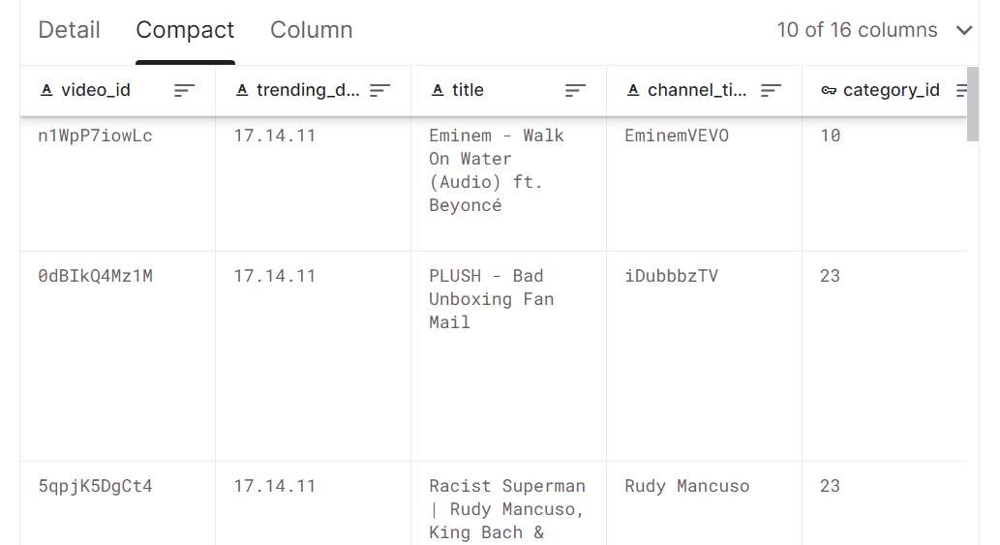 Detail Compact Column 10 of 16 columns
video_id trending_d... title channel_ti... category_id
n1WpP7iowLc 17.14.11 Eminem - Walk EminemVEVO 10
On Water
(Audio) ft.
Beyoncé
0dBIkQ4Mz1M 17.14.11 PLUSH - Bad iDubbbzTV 23
Unboxing Fan
Mail
5qpjK5DgCt4 17.14.11 Racist Superman Rudy Mancuso 23
| Rudy Mancuso,
King Bach &